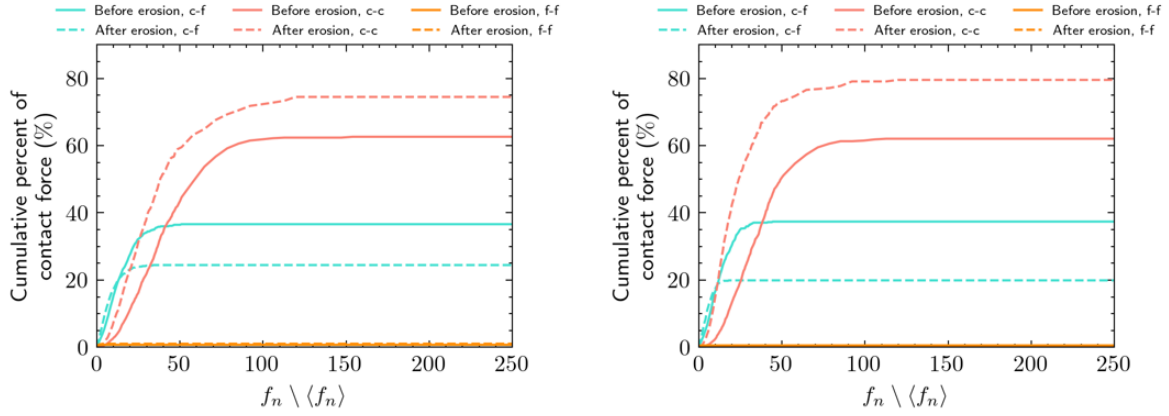 Before erosion, c-f Before erosion, c-c Before erosion, f-f
After erosion, c-f After erosion, c-c After erosion, f-f
Cumulative percent of
contact force (%)
80
60
40
20
0
0 50 100 150 200 250
f_n \ ⟨f_n⟩
Before erosion, c-f Before erosion, c-c Before erosion, f-f
After erosion, c-f After erosion, c-c After erosion, f-f
Cumulative percent of
contact force (%)
80
60
40
20
0
0 50 100 150 200 250
f_n \ ⟨f_n⟩